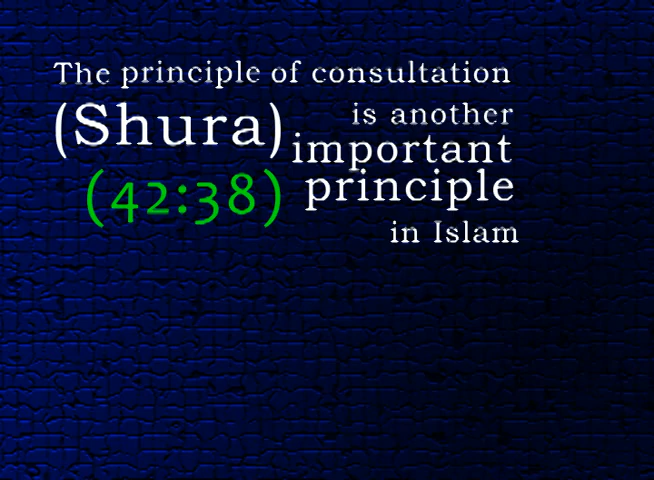 The principle of consultation
(Shura) is another
important
(42:38) principle
in Islam